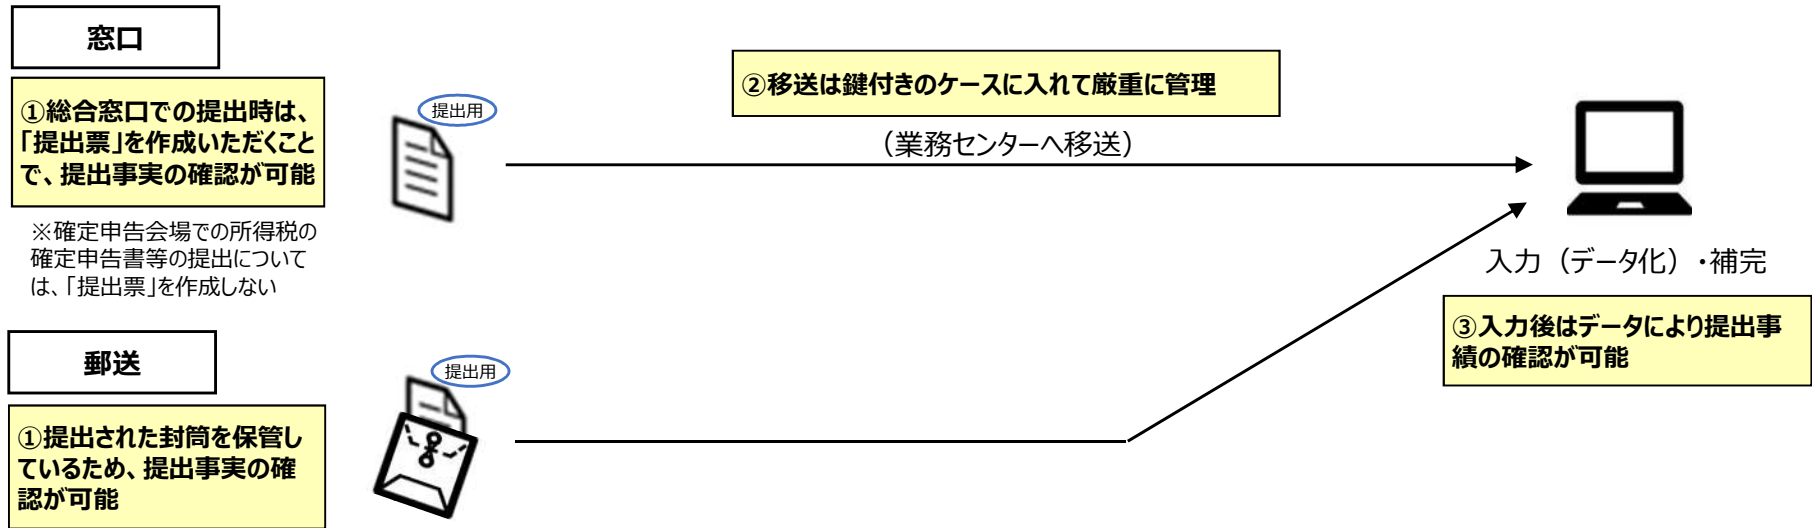 窓口
①総合窓口での提出時は、
「提出票」を作成いただくこと
で、提出事実の確認が可能
※確定申告会場での所得税の
確定申告書等の提出について
は、「提出票」を作成しない
提出用
②移送は鍵付きのケースに入れて厳重に管理
（業務センターへ移送）
入力（データ化）・補完
③入力後はデータにより提出事
績の確認が可能
郵送
①提出された封筒を保管し
ているため、提出事実の確
認が可能
提出用